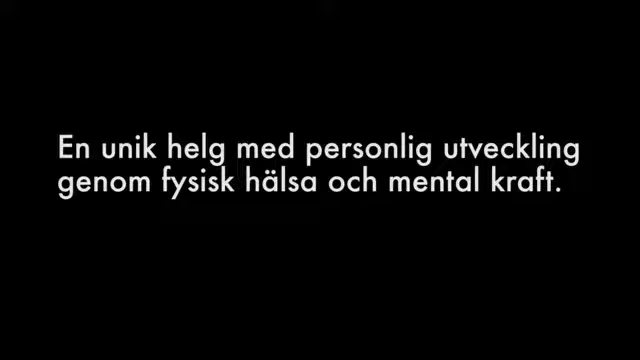 En unik helg med personlig utveckling
genom fysisk hälsa och mental kraft.